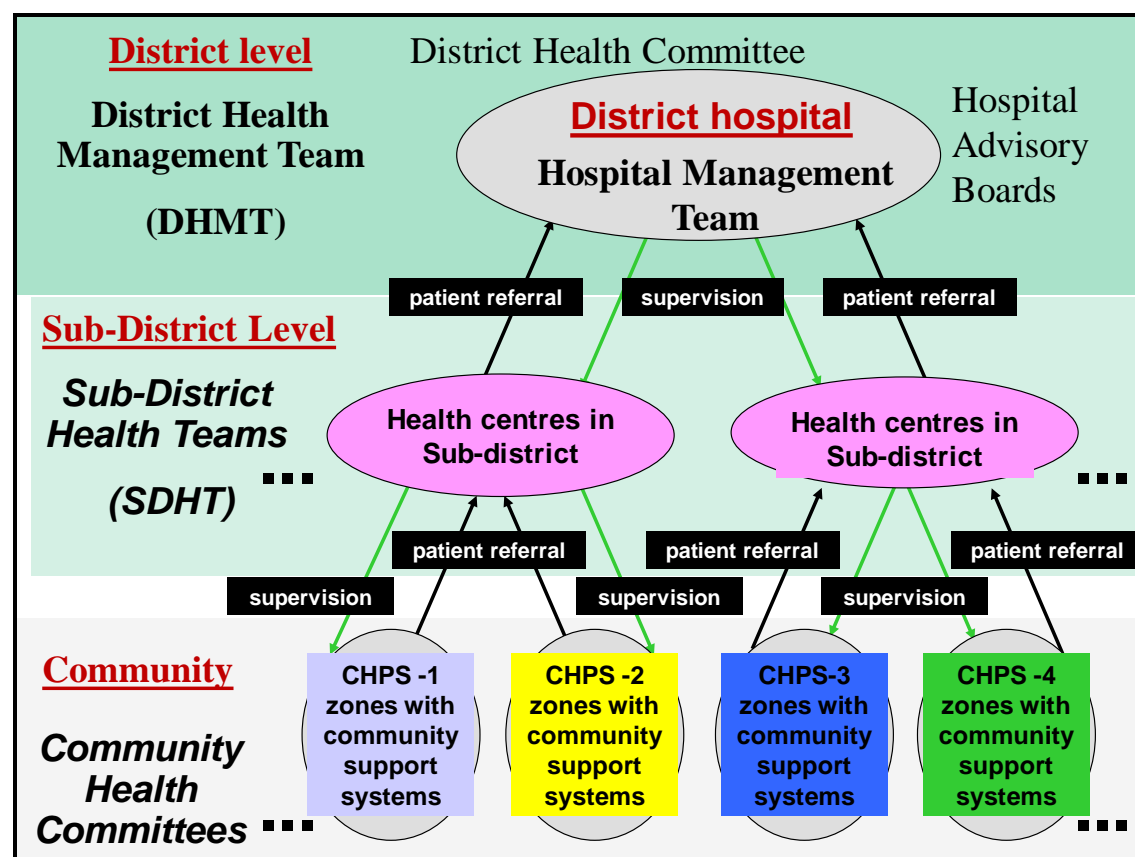 District level
District Health Committee
District Health
Management Team
(DHMT)
District hospital
Hospital Management
Team
Hospital
Advisory
Boards
patient referral
supervision
patient referral
Sub-District Level
Sub-District
Health Teams
(SDHT)
...
Health centres in
Sub-district
Health centres in
Sub-district
...
patient referral
patient referral
patient referral
supervision
supervision
supervision
Community
Community
Health
Committees
...
CHPS -1
zones with
community
support
systems
CHPS -2
zones with
community
support
systems
CHPS-3
zones with
community
support
systems
CHPS -4
zones with
community
support
systems
...